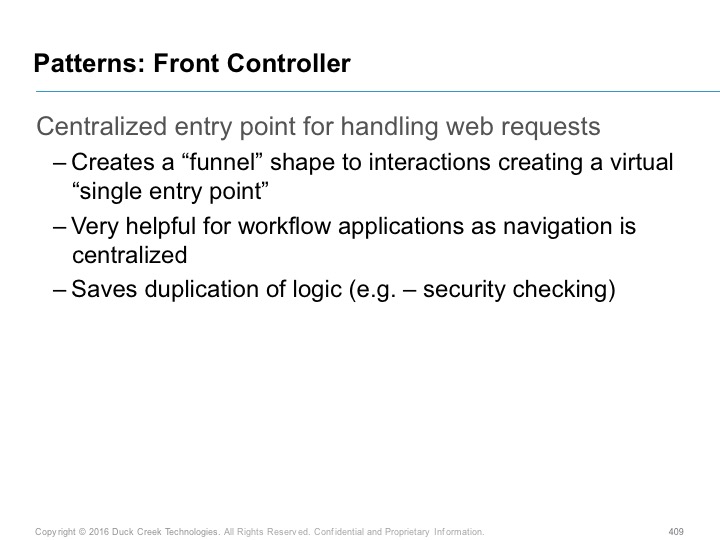 Patterns: Front Controller
Centralized entry point for handling web requests
– Creates a “funnel” shape to interactions creating a virtual
“single entry point”
– Very helpful for workflow applications as navigation is
centralized
– Saves duplication of logic (e.g. – security checking)
Copyright © 2016 Duck Creek Technologies. All Rights Reserved. Confidential and Proprietary Information. 409